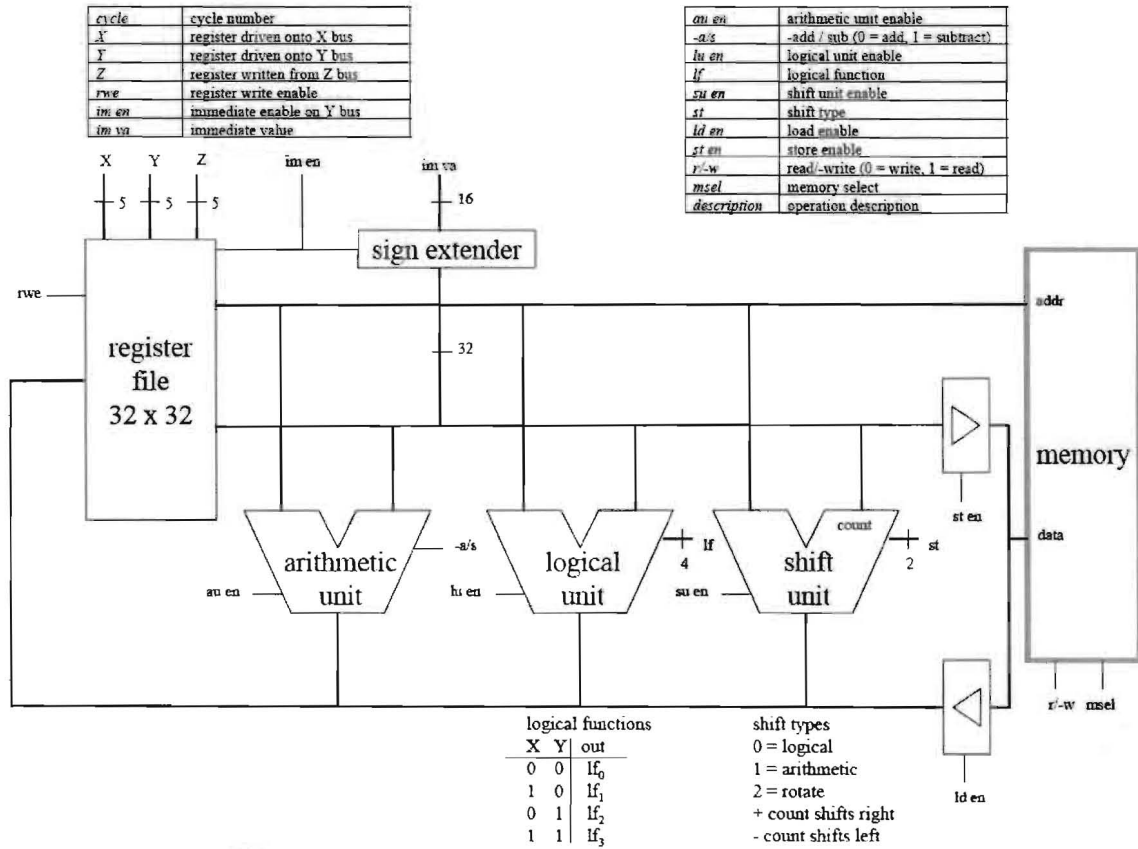 cycle cycle number
X register driven onto X bus
Y register driven onto Y bus
Z register written from Z bus
rwe register write enable
im en immediate enable on Y bus
im va immediate value
au en arithmetic unit enable
-a/s -add / sub (0 = add, 1 = subtract)
lu en logical unit enable
lf logical function
su en shift unit enable
st shift type
ld en load enable
st en store enable
r/-w read/-write (0 = write, 1 = read)
msel memory select
description operation description
X Y Z im en im va
5 5 5 16
sign extender
rwe
addr
32
register
file
32 x 32
memory
st en
count
data
-a/s lf st
4 2
arithmetic
unit
logical
unit
shift
unit
au en lu en su en
r/-w msel
ld en
logical functions
X Y out
0 0 lf0
1 0 lf1
0 1 lf2
1 1 lf3
shift types
0 = logical
1 = arithmetic
2 = rotate
+ count shifts right
- count shifts left